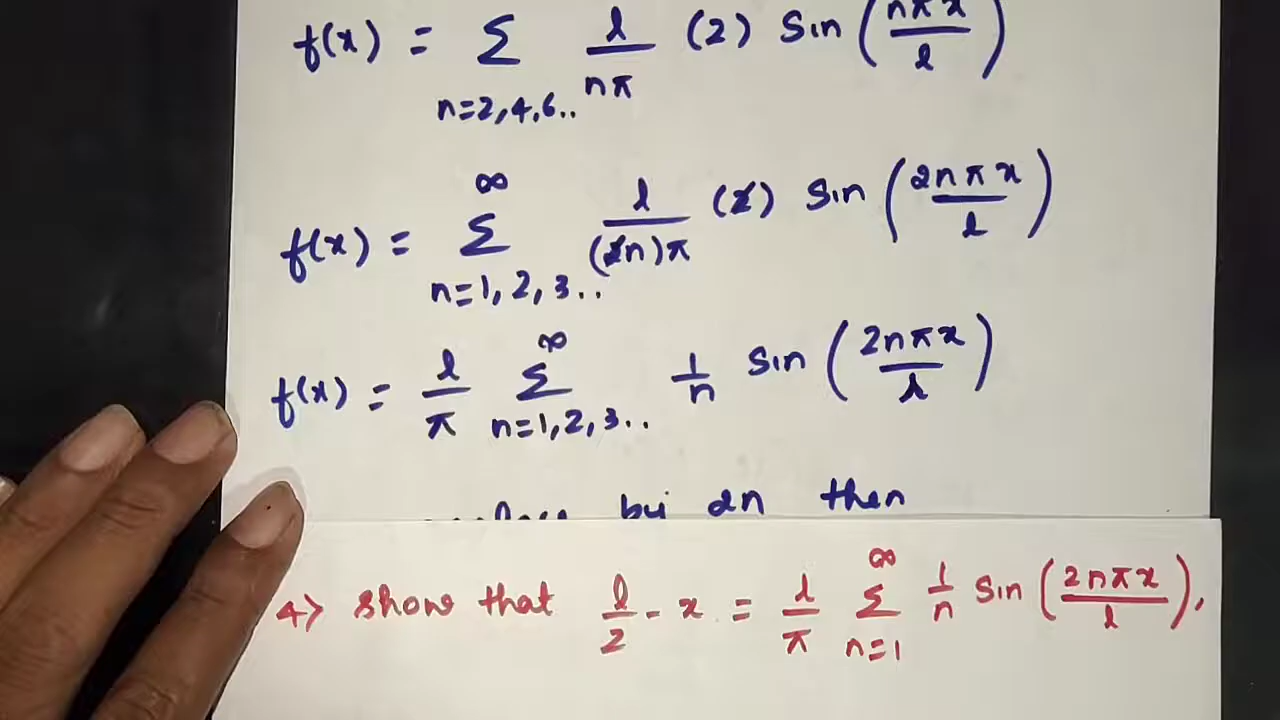 f(x) = Σ n=2,4,6.. l/nπ (2) Sin (nπx/l)
f(x) = ∞ Σ n=1,2,3.. l/(2n)π (2) Sin (2nπx/l)
f(x) = l/π ∞ Σ n=1,2,3.. 1/n Sin (2nπx/l)
by 2n then
4> show that l/2 - x = l/π ∞ Σ n=1 1/n Sin (2nπx/l).